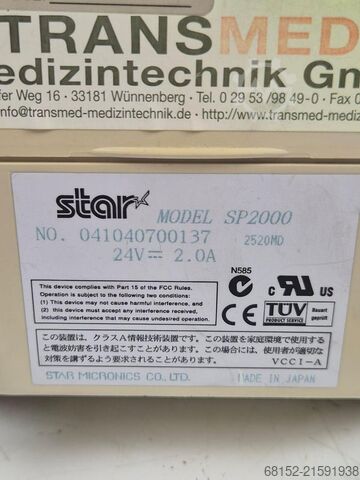 TRANSMED
edizintechnik Gm
fer Weg 16 · 33181 Wünnenberg · Tel. 0 29 53 /98 49-0 · Fax
info@transmed-medizintechnik.de · www.transmed-medizintechn
star
MODEL SP2000
NO. 041040700137 2520MD
24V 2.0A
N585
This device complies with Part 15 of the FCC Rules.
Operation is subject to the following two conditions:
(1) This device may not cause harmful interference, and
(2) this device must accept any interference received,
including interference that may cause undesired operation.
C UL US
CE TÜV Bauart geprüft
この装置は、クラスA情報技術装置です。この装置を家庭環境で使用する
と電波妨害を引き起こすことがあります。この場合には、使用者が適切な
対策を講ずるよう要求されることがあります。 VCCI-A
STAR MICRONICS CO., LTD. MADE IN JAPAN
68152-21591938